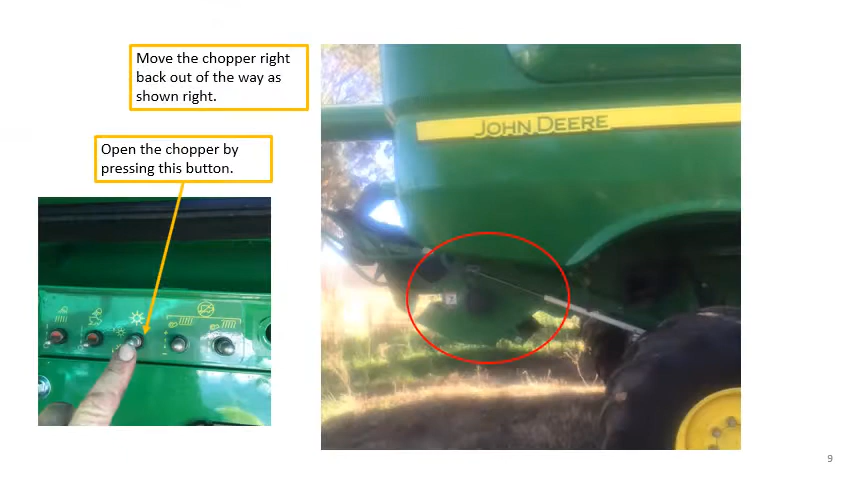 Move the chopper right
back out of the way as
shown right.
Open the chopper by
pressing this button.
JOHN DEERE
9